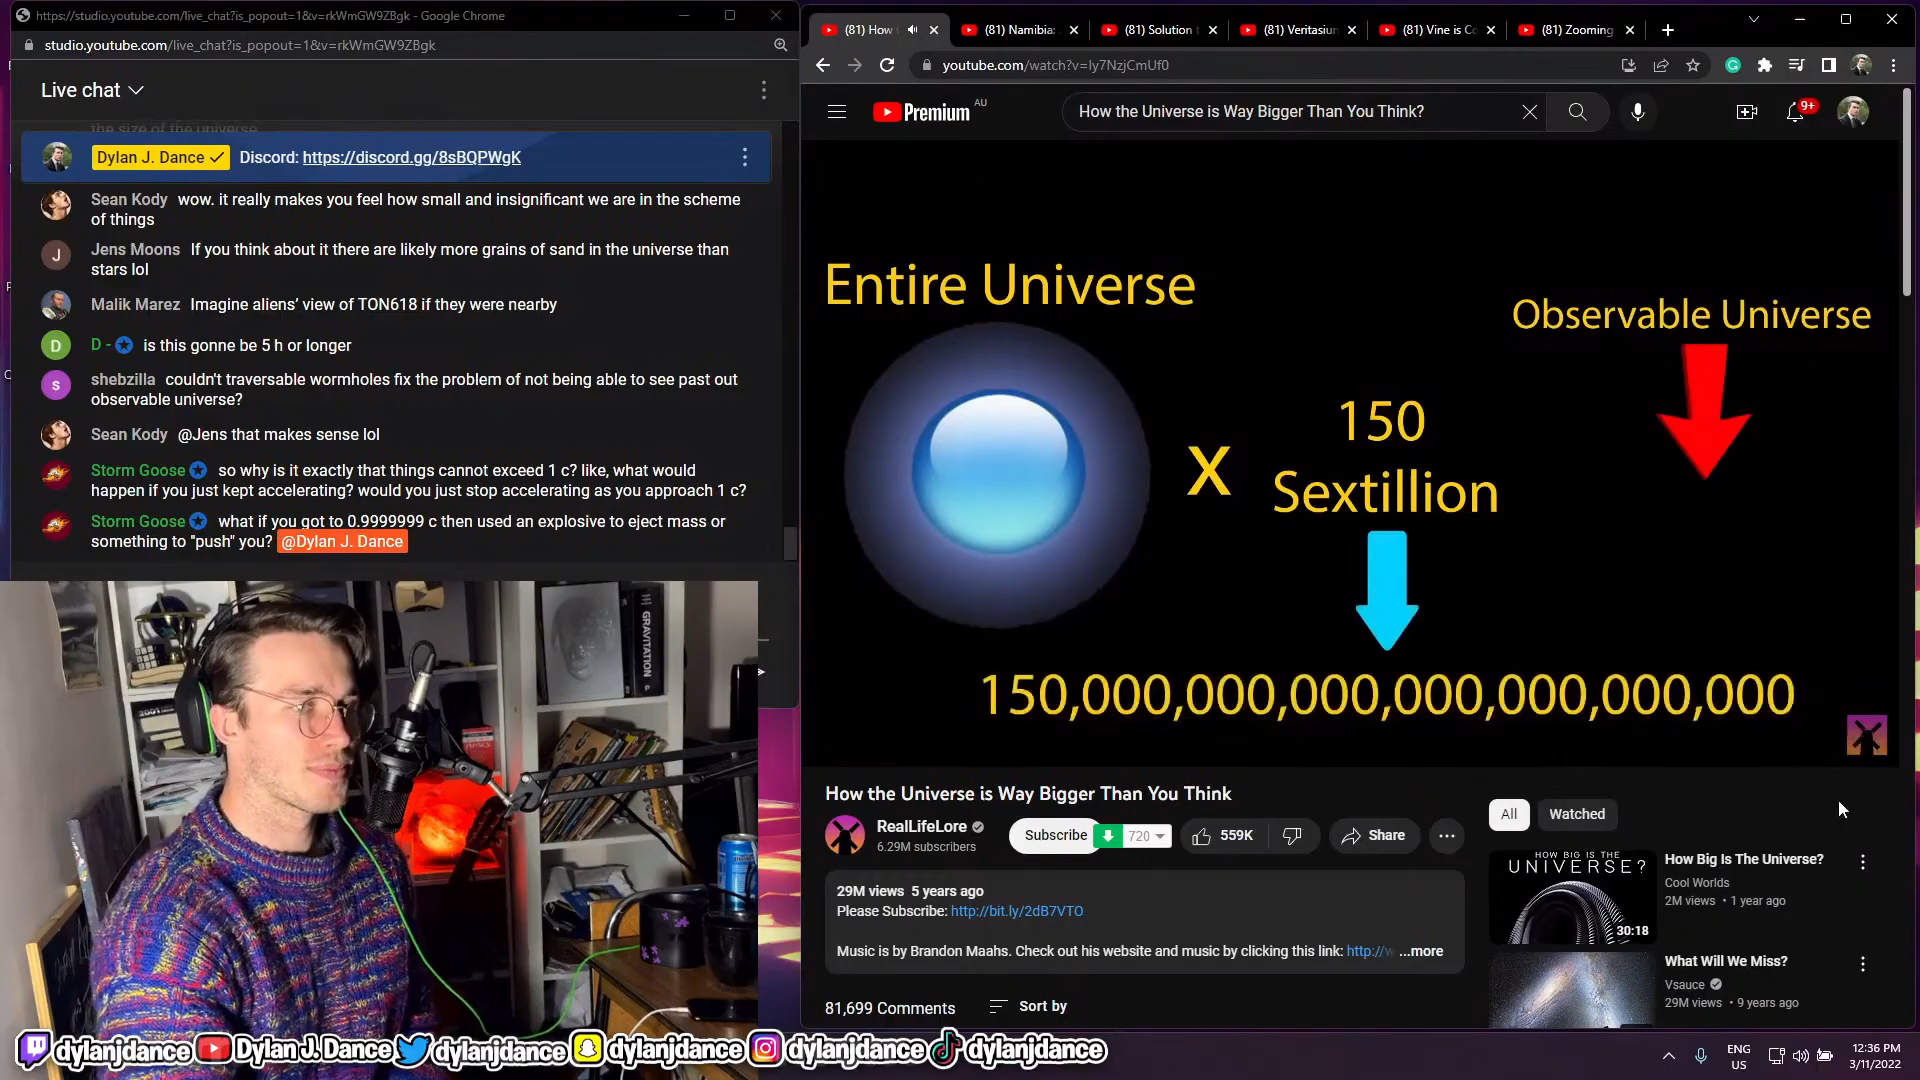 https://studio.youtube.com/live_chat?is_popout=1&v=rkWmGW9ZBgk - Google Chrome
studio.youtube.com/live_chat?is_popout=1&v=rkWmGW9ZBgk
Live chat
the size of the universe
Dylan J. Dance Discord: https://discord.gg/8sBQPWgK
Sean Kody wow. it really makes you feel how small and insignificant we are in the scheme
of things
J
Jens Moons If you think about it there are likely more grains of sand in the universe than
stars lol
Malik Marez Imagine aliens’ view of TON618 if they were nearby
D
D - is this gonne be 5 h or longer
s
shebzilla couldn't traversable wormholes fix the problem of not being able to see past out
observable universe?
Sean Kody @Jens that makes sense lol
Storm Goose so why is it exactly that things cannot exceed 1 c? like, what would
happen if you just kept accelerating? would you just stop accelerating as you approach 1 c?
Storm Goose what if you got to 0.9999999 c then used an explosive to eject mass or
something to "push" you? @Dylan J. Dance
GRAVITATION
2001
PHYSICS
(81) How
(81) Namibia:
(81) Solution
(81) Veritasiu
(81) Vine is Co
(81) Zooming
youtube.com/watch?v=Iy7NzjCmUf0
Premium AU
How the Universe is Way Bigger Than You Think?
9+
Entire Universe
Observable Universe
X
150
Sextillion
150,000,000,000,000,000,000,000
How the Universe is Way Bigger Than You Think
RealLifeLore
6.29M subscribers
Subscribe
720
559K
Share
29M views 5 years ago
Please Subscribe: http://bit.ly/2dB7VTO
Music is by Brandon Maahs. Check out his website and music by clicking this link: http://w ...more
81,699 Comments
Sort by
All
Watched
HOW BIG IS THE
UNIVERSE?
30:18
How Big Is The Universe?
Cool Worlds
2M views • 1 year ago
What Will We Miss?
Vsauce
29M views • 9 years ago
dylanjdance Dylan J. Dance dylanjdance dylanjdance dylanjdance dylanjdance
ENG
US
12:36 PM
3/11/2022